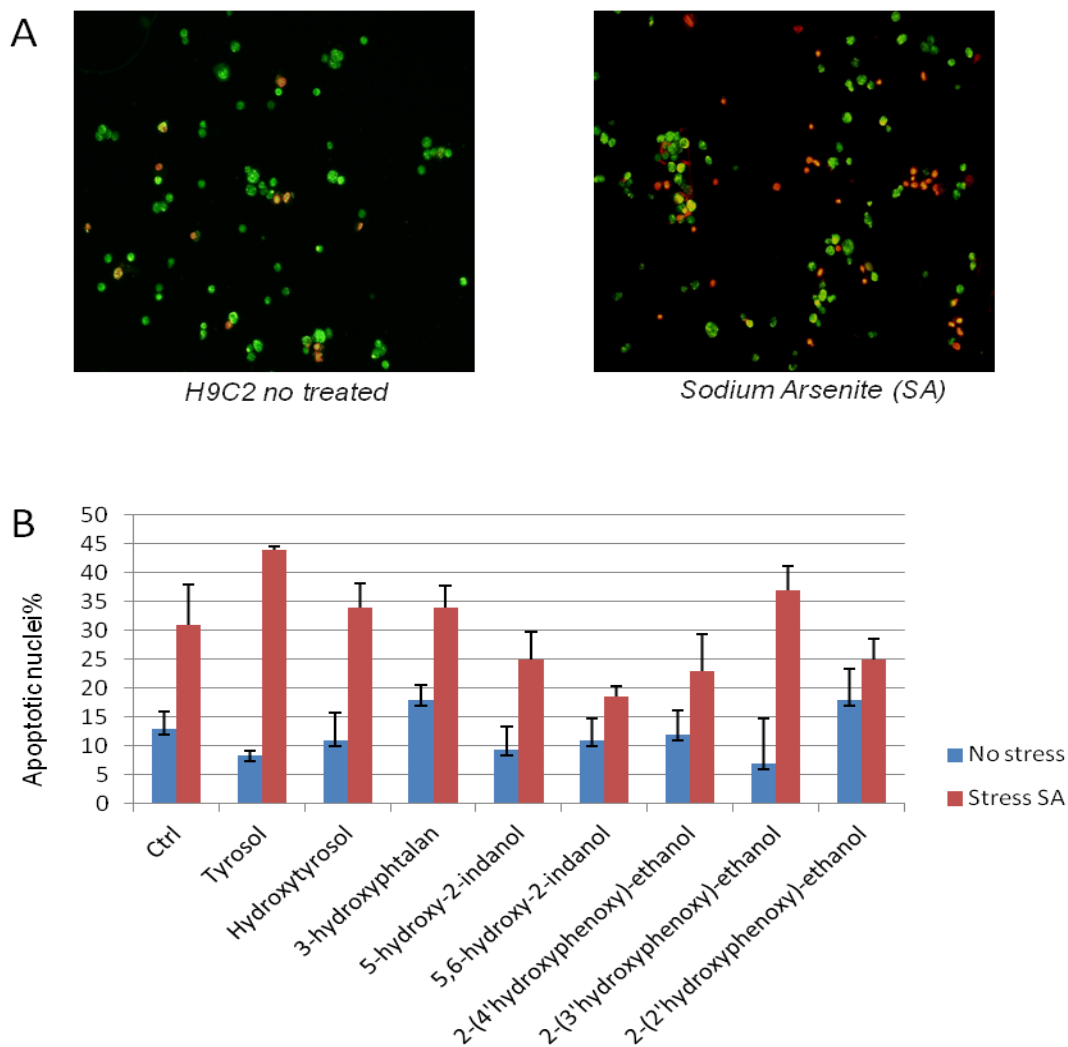 A
H9C2 no treated
Sodium Arsenite (SA)
B
Apoptotic nuclei%
50
45
40
35
30
25
20
15
10
5
0
Ctrl
Tyrosol
Hydroxytyrosol
3-hydroxyphtalan
5-hydroxy-2-indanol
5,6-hydroxy-2-indanol
2-(4'hydroxyphenoxy)-ethanol
2-(3'hydroxyphenoxy)-ethanol
2-(2'hydroxyphenoxy)-ethanol
No stress
Stress SA